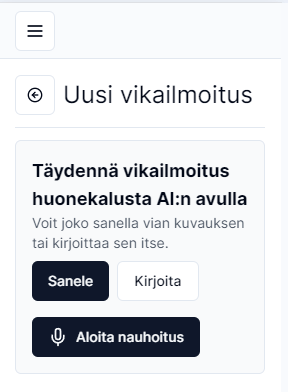 Uusi vikailmoitus
Täydennä vikailmoitus
huonekalusta AI:n avulla
Voit joko sanella vian kuvauksen
tai kirjoittaa sen itse.
Sanele
Kirjoita
Aloita nauhoitus